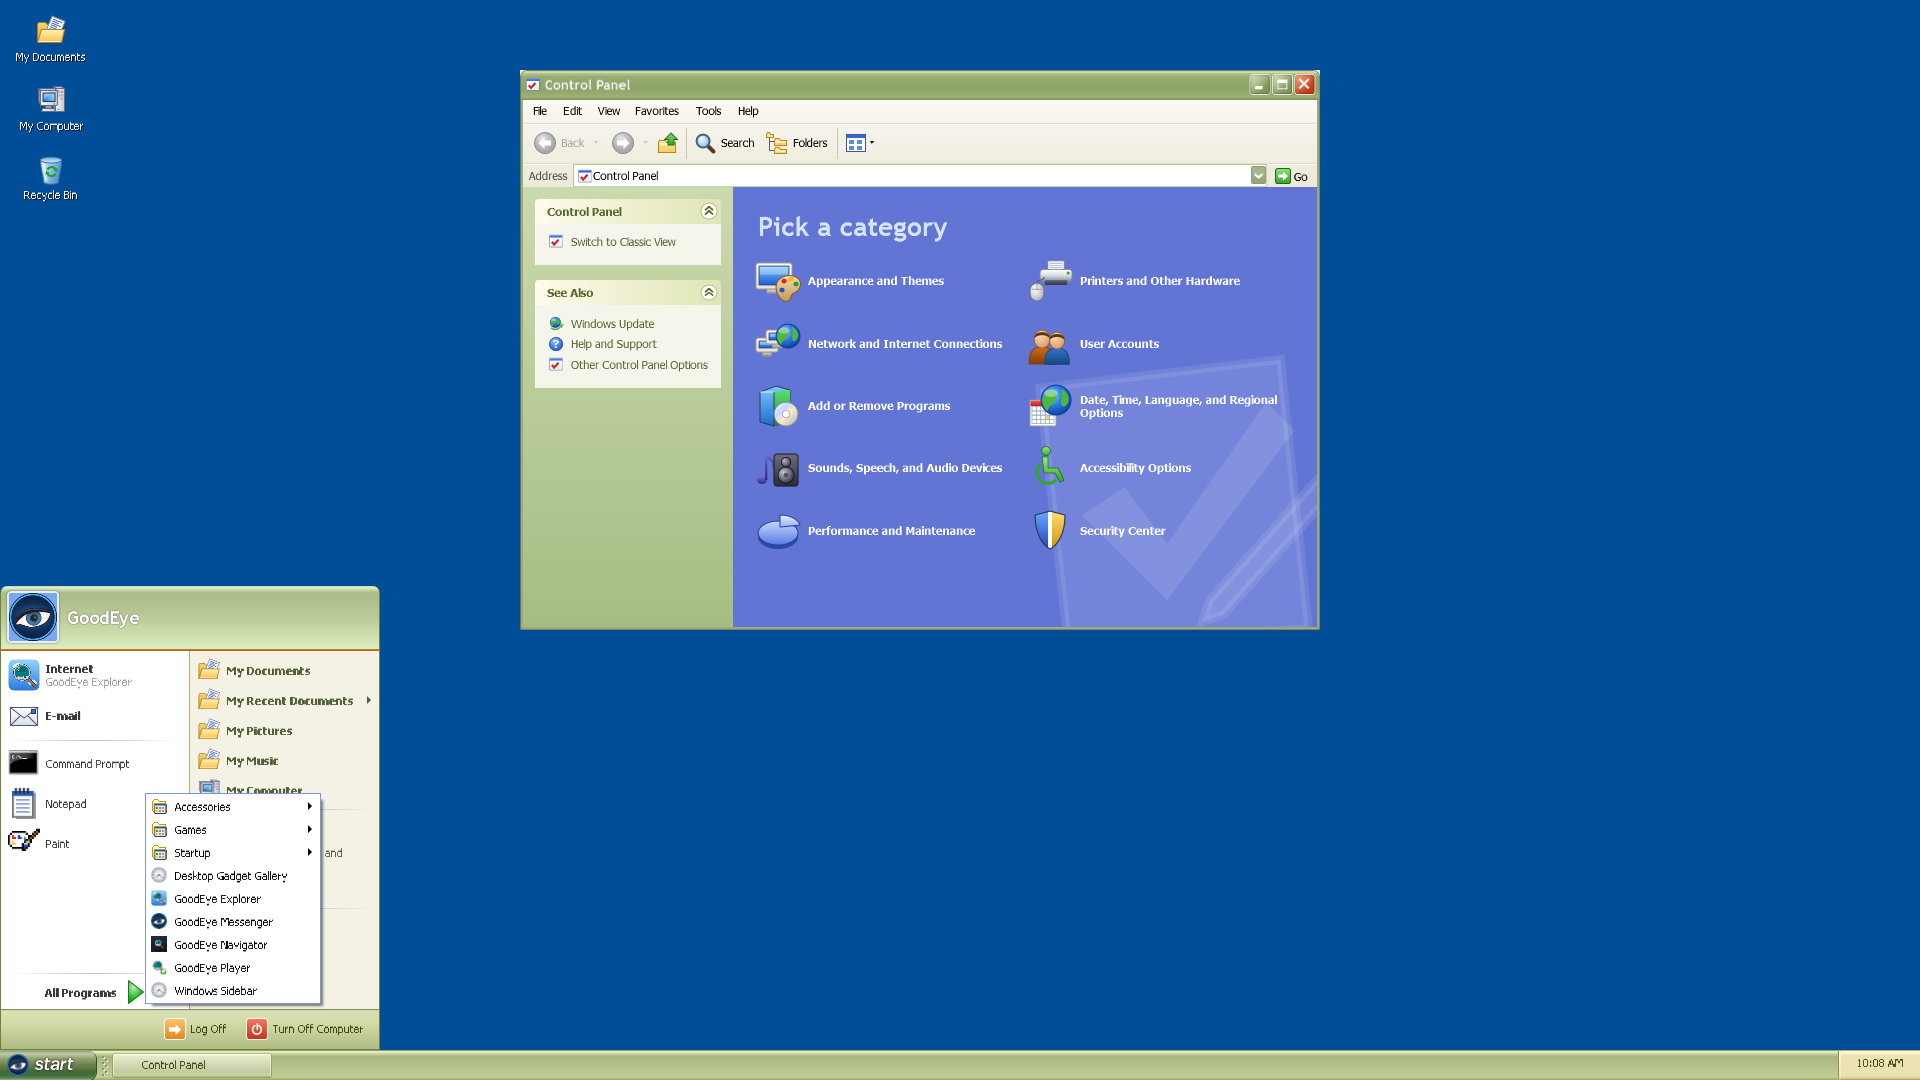 My Documents
My Computer
Recycle Bin
Control Panel
File Edit View Favorites Tools Help
Back Search Folders
Address Control Panel Go
Control Panel
Switch to Classic View
See Also
Windows Update
Help and Support
Other Control Panel Options
Pick a category
Appearance and Themes
Printers and Other Hardware
Network and Internet Connections
User Accounts
Add or Remove Programs
Date, Time, Language, and Regional
Options
Sounds, Speech, and Audio Devices
Accessibility Options
Performance and Maintenance
Security Center
GoodEye
Internet
GoodEye Explorer
E-mail
Command Prompt
Notepad
Paint
All Programs
My Documents
My Recent Documents
My Pictures
My Music
My Computer
and
Accessories
Games
Startup
Desktop Gadget Gallery
GoodEye Explorer
GoodEye Messenger
GoodEye Navigator
GoodEye Player
Windows Sidebar
Log Off
Turn Off Computer
start
Control Panel
10:08 AM